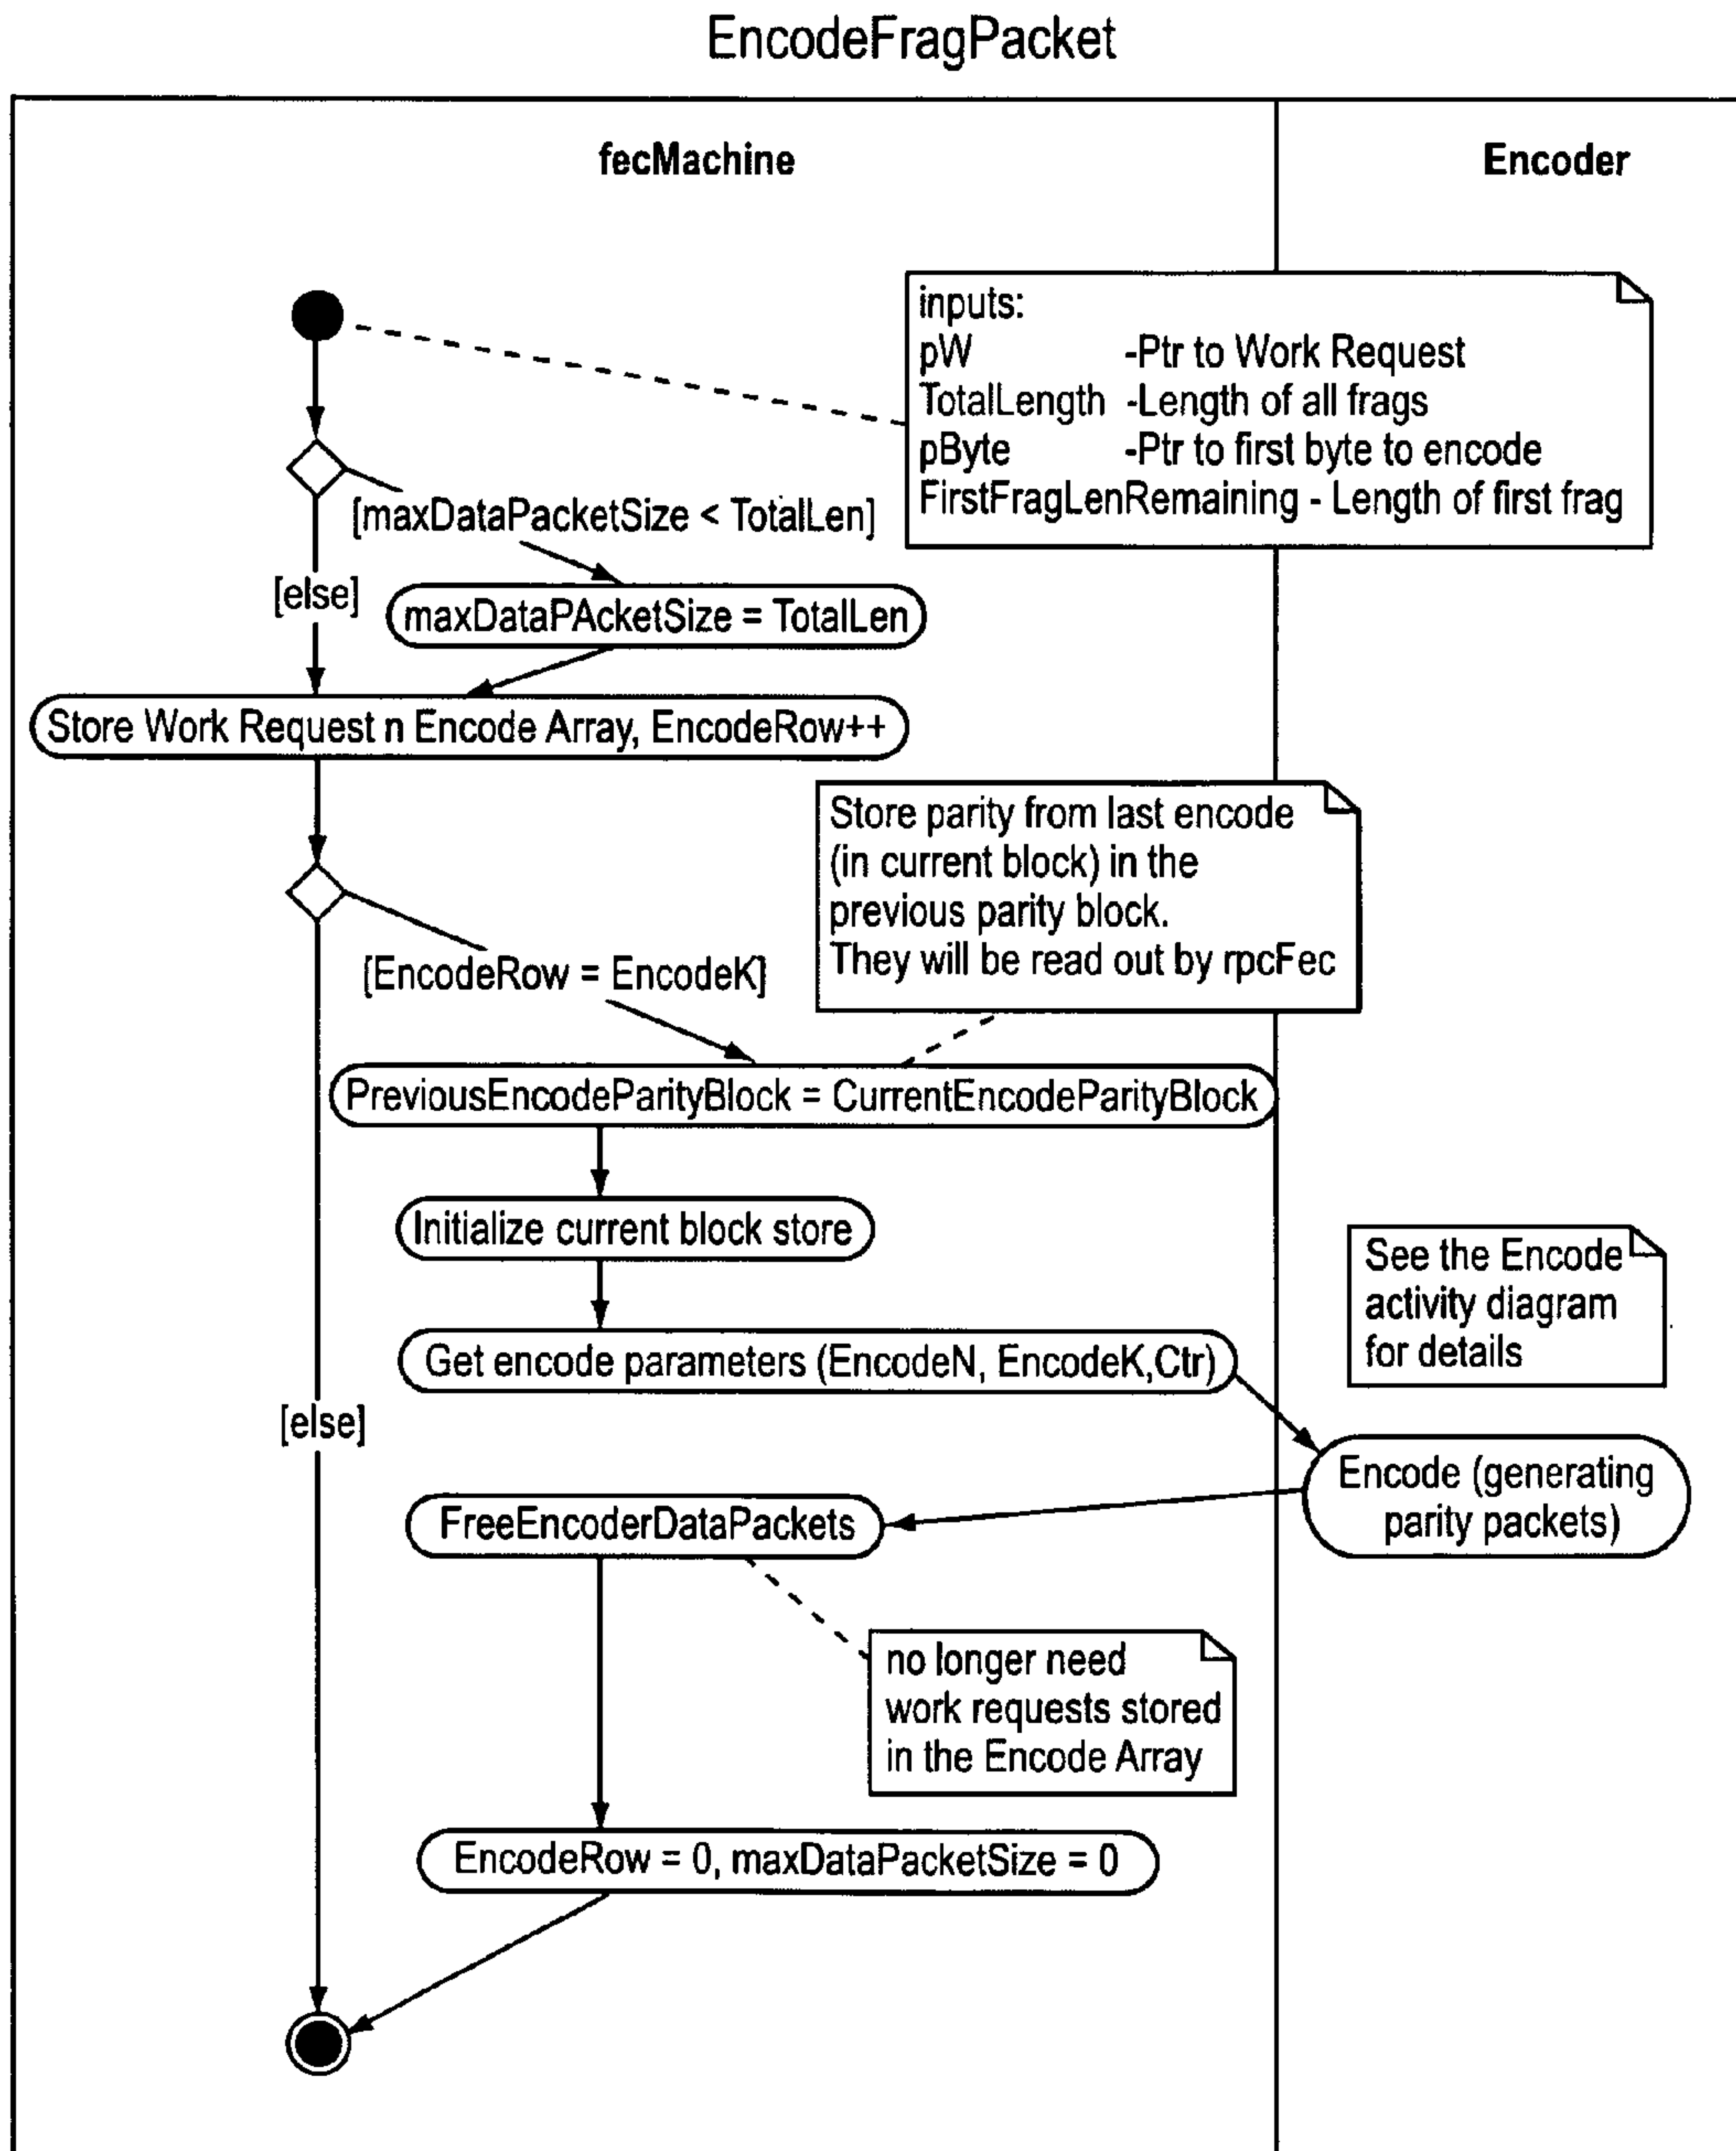 EncodeFragPacket
fecMachine
Encoder
inputs:
pW -Ptr to Work Request
TotalLength -Length of all frags
pByte -Ptr to first byte to encode
FirstFragLenRemaining - Length of first frag
[maxDataPacketSize < TotalLen]
[else]
maxDataPAcketSize = TotalLen
Store Work Request n Encode Array, EncodeRow++
Store parity from last encode
(in current block) in the
previous parity block.
They will be read out by rpcFec
[EncodeRow = EncodeK]
PreviousEncodeParityBlock = CurrentEncodeParityBlock
Initialize current block store
See the Encode
activity diagram
for details
Get encode parameters (EncodeN, EncodeK,Ctr)
[else]
Encode (generating
parity packets)
FreeEncoderDataPackets
no longer need
work requests stored
in the Encode Array
EncodeRow = 0, maxDataPacketSize = 0